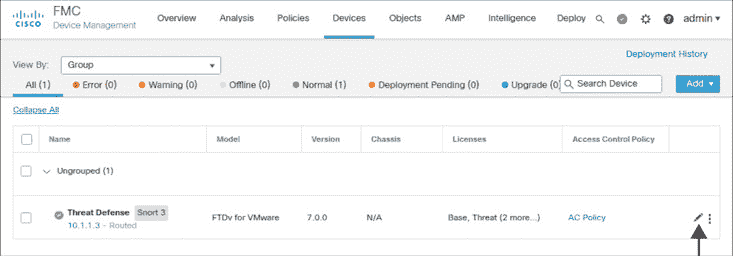 CISCO FMC Device Management Overview Analysis Policies Devices Objects AMP Intelligence Deploy admin
Deployment History
View By: Group
All (1) Error (0) Warning (0) Offline (0) Normal (1) Deployment Pending (0) Upgrade (0) Search Device Add
Collapse All
Name Model Version Chassis Licenses Access Control Policy
Ungrouped (1)
Threat Defense Snort 3
10.1.1.3 - Routed
FTDv for VMware 7.0.0 N/A Base, Threat (2 more...) AC Policy